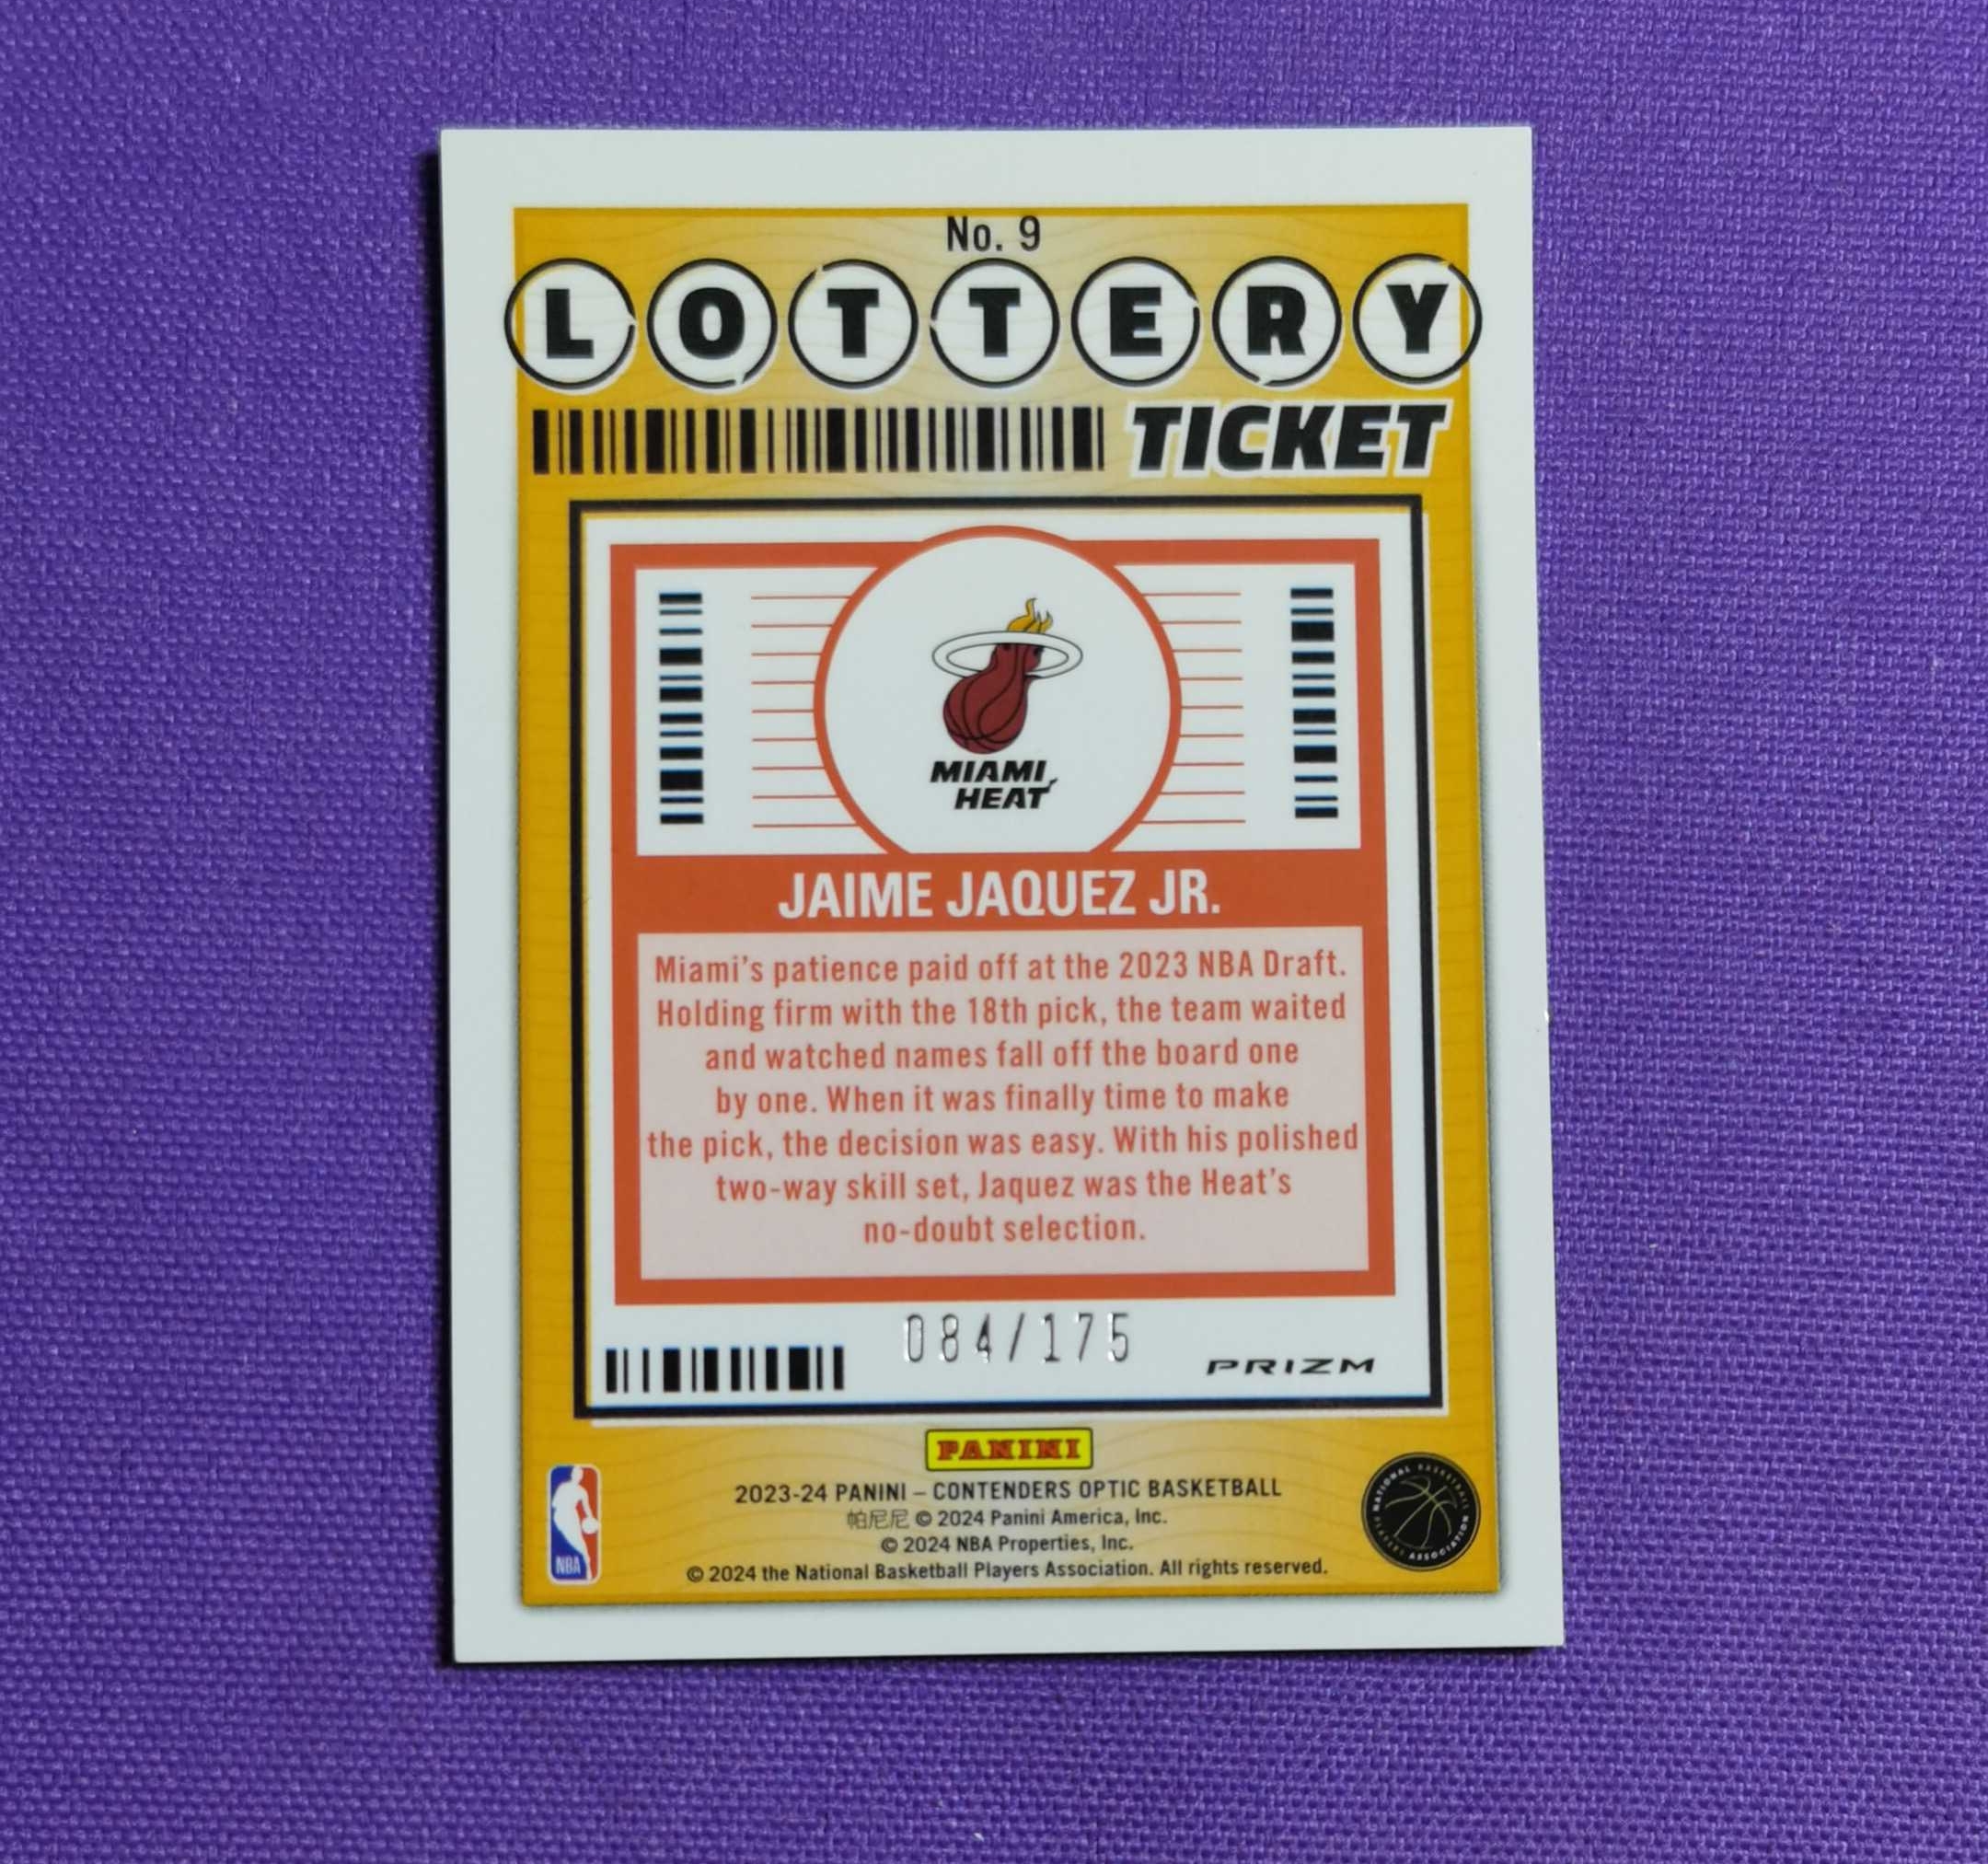 No. 9
LOTTERY
TICKET
MIAMI
HEAT
JAIME JAQUEZ JR.
Miami's patience paid off at the 2023 NBA Draft.
Holding firm with the 18th pick, the team waited
and watched names fall off the board one
by one. When it was finally time to make
the pick, the decision was easy. With his polished
two-way skill set, Jaquez was the Heat's
no-doubt selection.
084/175
PRIZM
PANINI
2023-24 PANINI – CONTENDERS OPTIC BASKETBALL
帕尼尼 © 2024 Panini America, Inc.
© 2024 NBA Properties, Inc.
© 2024 the National Basketball Players Association. All rights reserved.
NBA
NATIONAL BASKETBALL
PLAYERS ASSOCIATION